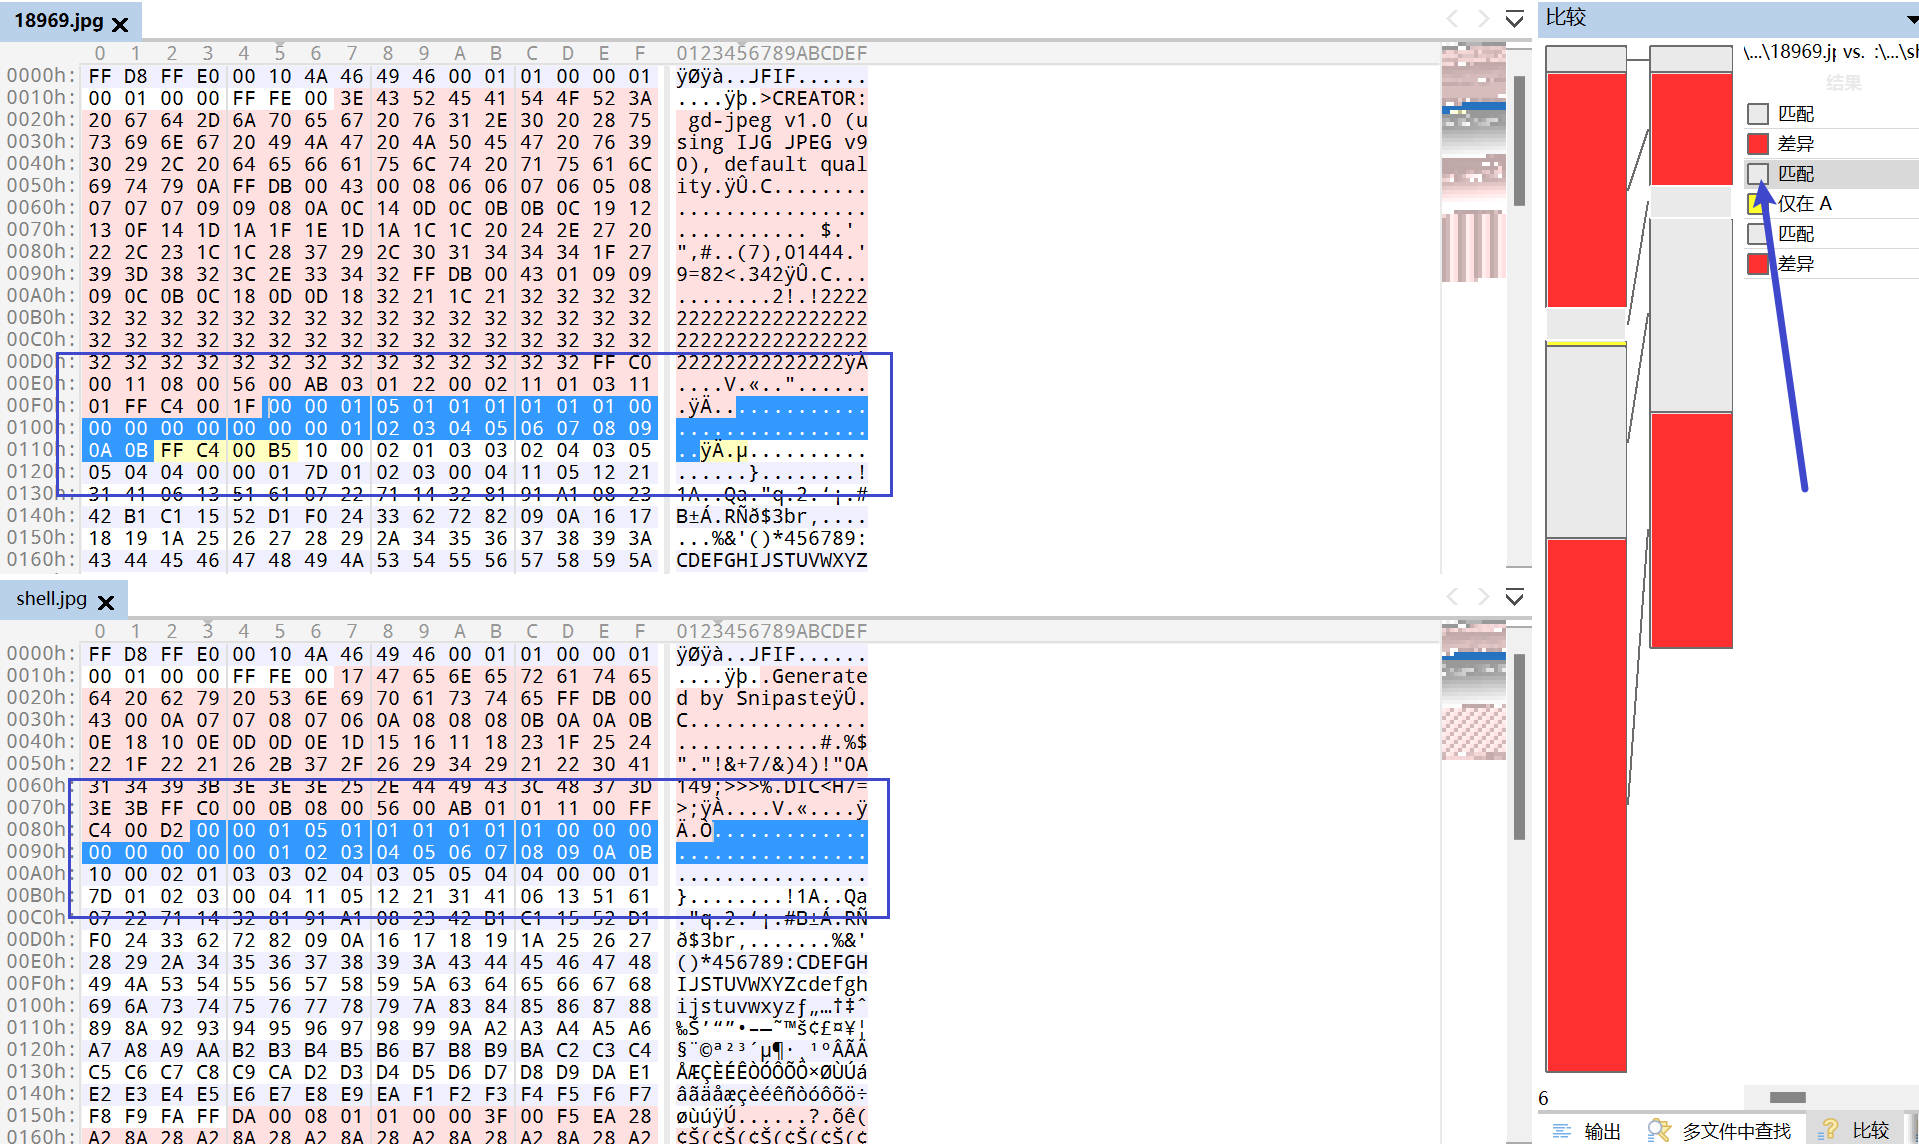 18969.jpg
0 1 2 3 4 5 6 7 8 9 A B C D E F 0123456789ABCDEF
0000h: FF D8 FF E0 00 10 4A 46 49 46 00 01 01 00 00 01 ÿØÿà..JFIF......
0010h: 00 01 00 00 FF FE 00 3E 43 52 45 41 54 4F 52 3A ....ÿþ.>CREATOR:
0020h: 20 67 64 2D 6A 70 65 67 20 76 31 2E 30 20 28 75  gd-jpeg v1.0 (u
0030h: 73 69 6E 67 20 49 4A 47 20 4A 50 45 47 20 76 39 sing IJG JPEG v9
0040h: 30 29 2C 20 64 65 66 61 75 6C 74 20 71 75 61 6C 0), default qual
0050h: 69 74 79 0A FF DB 00 43 00 08 06 06 07 06 05 08 ity.ÿÛ.C........
0060h: 07 07 07 09 09 08 0A 0C 14 0D 0C 0B 0B 0C 19 12 ................
0070h: 13 0F 14 1D 1A 1F 1E 1D 1A 1C 1C 20 24 2E 27 20 ........... $.'
0080h: 22 2C 23 1C 1C 28 37 29 2C 30 31 34 34 34 1F 27 ",#..(7),01444.'
0090h: 39 3D 38 32 3C 2E 33 34 32 FF DB 00 43 01 09 09 9=82<.342ÿÛ.C...
00A0h: 09 0C 0B 0C 18 0D 0D 18 32 21 1C 21 32 32 32 32 ........2!.!2222
00B0h: 32 32 32 32 32 32 32 32 32 32 32 32 32 32 32 32 2222222222222222
00C0h: 32 32 32 32 32 32 32 32 32 32 32 32 32 32 32 32 2222222222222222
00D0h: 32 32 32 32 32 32 32 32 32 32 32 32 32 32 FF C0 22222222222222ÿÀ
00E0h: 00 11 08 00 56 00 AB 03 01 22 00 02 11 01 03 11 ....V.«.."......
00F0h: 01 FF C4 00 1F 00 00 01 05 01 01 01 01 01 01 00 .ÿÄ.............
0100h: 00 00 00 00 00 00 00 01 02 03 04 05 06 07 08 09 ................
0110h: 0A 0B FF C4 00 B5 10 00 02 01 03 03 02 04 03 05 ..ÿÄ.µ..........
0120h: 05 04 04 00 00 01 7D 01 02 03 00 04 11 05 12 21 ......}........!
0130h: 31 41 06 13 51 61 07 22 71 14 32 81 91 A1 08 23 1A..Qa."q.2.‘¡.#
0140h: 42 B1 C1 15 52 D1 F0 24 33 62 72 82 09 0A 16 17 B±Á.RÑð$3br‚....
0150h: 18 19 1A 25 26 27 28 29 2A 34 35 36 37 38 39 3A ...%&'()*456789:
0160h: 43 44 45 46 47 48 49 4A 53 54 55 56 57 58 59 5A CDEFGHIJSTUVWXYZ
shell.jpg
0 1 2 3 4 5 6 7 8 9 A B C D E F 0123456789ABCDEF
0000h: FF D8 FF E0 00 10 4A 46 49 46 00 01 01 00 00 01 ÿØÿà..JFIF......
0010h: 00 01 00 00 FF FE 00 17 47 65 6E 65 72 61 74 65 ....ÿþ..Generate
0020h: 64 20 62 79 20 53 6E 69 70 61 73 74 65 FF DB 00 d by SnipasteÿÛ.
0030h: 43 00 0A 07 07 08 07 06 0A 08 08 08 0B 0A 0A 0B C...............
0040h: 0E 18 10 0E 0D 0D 0E 1D 15 16 11 18 23 1F 25 24 ............#.%$
0050h: 22 1F 22 21 26 2B 37 2F 26 29 34 29 21 22 30 41 "."!&+7/&)4)!"0A
0060h: 31 34 39 3B 3E 3E 3E 25 2E 44 49 43 3C 48 37 3D 149;>>>%.DIC<H7=
0070h: 3E 3B FF C0 00 0B 08 00 56 00 AB 01 01 11 00 FF >;ÿÀ....V.«....ÿ
0080h: C4 00 D2 00 00 01 05 01 01 01 01 01 01 00 00 00 Ä.Ò.............
0090h: 00 00 00 00 00 01 02 03 04 05 06 07 08 09 0A 0B ................
00A0h: 10 00 02 01 03 03 02 04 03 05 05 04 04 00 00 01 ................
00B0h: 7D 01 02 03 00 04 11 05 12 21 31 41 06 13 51 61 }........!1A..Qa
00C0h: 07 22 71 14 32 81 91 A1 08 23 42 B1 C1 15 52 D1 ."q.2.‘¡.#B±Á.RÑ
00D0h: F0 24 33 62 72 82 09 0A 16 17 18 19 1A 25 26 27 ð$3br‚.......%&'
00E0h: 28 29 2A 34 35 36 37 38 39 3A 43 44 45 46 47 48 ()*456789:CDEFGH
00F0h: 49 4A 53 54 55 56 57 58 59 5A 63 64 65 66 67 68 IJSTUVWXYZcdefgh
0100h: 69 6A 73 74 75 76 77 78 79 7A 83 84 85 86 87 88 ijstuvwxyzƒ„…†‡ˆ
0110h: 89 8A 92 93 94 95 96 97 98 99 9A A2 A3 A4 A5 A6 ‰Š’“”•–—˜™š¢£¤¥¦
0120h: A7 A8 A9 AA B2 B3 B4 B5 B6 B7 B8 B9 BA C2 C3 C4 §¨©ª²³´µ¶·¸¹ºÂÃÄ
0130h: C5 C6 C7 C8 C9 CA D2 D3 D4 D5 D6 D7 D8 D9 DA E1 ÅÆÇÈÉÊÒÓÔÕÖ×ØÙÚá
0140h: E2 E3 E4 E5 E6 E7 E8 E9 EA F1 F2 F3 F4 F5 F6 F7 âãäåæçèéêñòóôõö÷
0150h: F8 F9 FA FF DA 00 08 01 01 00 00 3F 00 F5 EA 28 øùúÿÚ......?.õê(
0160h: A2 8A 28 A2 8A 28 A2 8A 28 A2 8A 28 A2 8A 28 A2 ¢Š(¢Š(¢Š(¢Š(¢Š(¢
比较
\...\18969.j vs. :\...\s
结果
匹配
差异
匹配
仅在 A
匹配
差异
6
输出 多文件中查找 比较